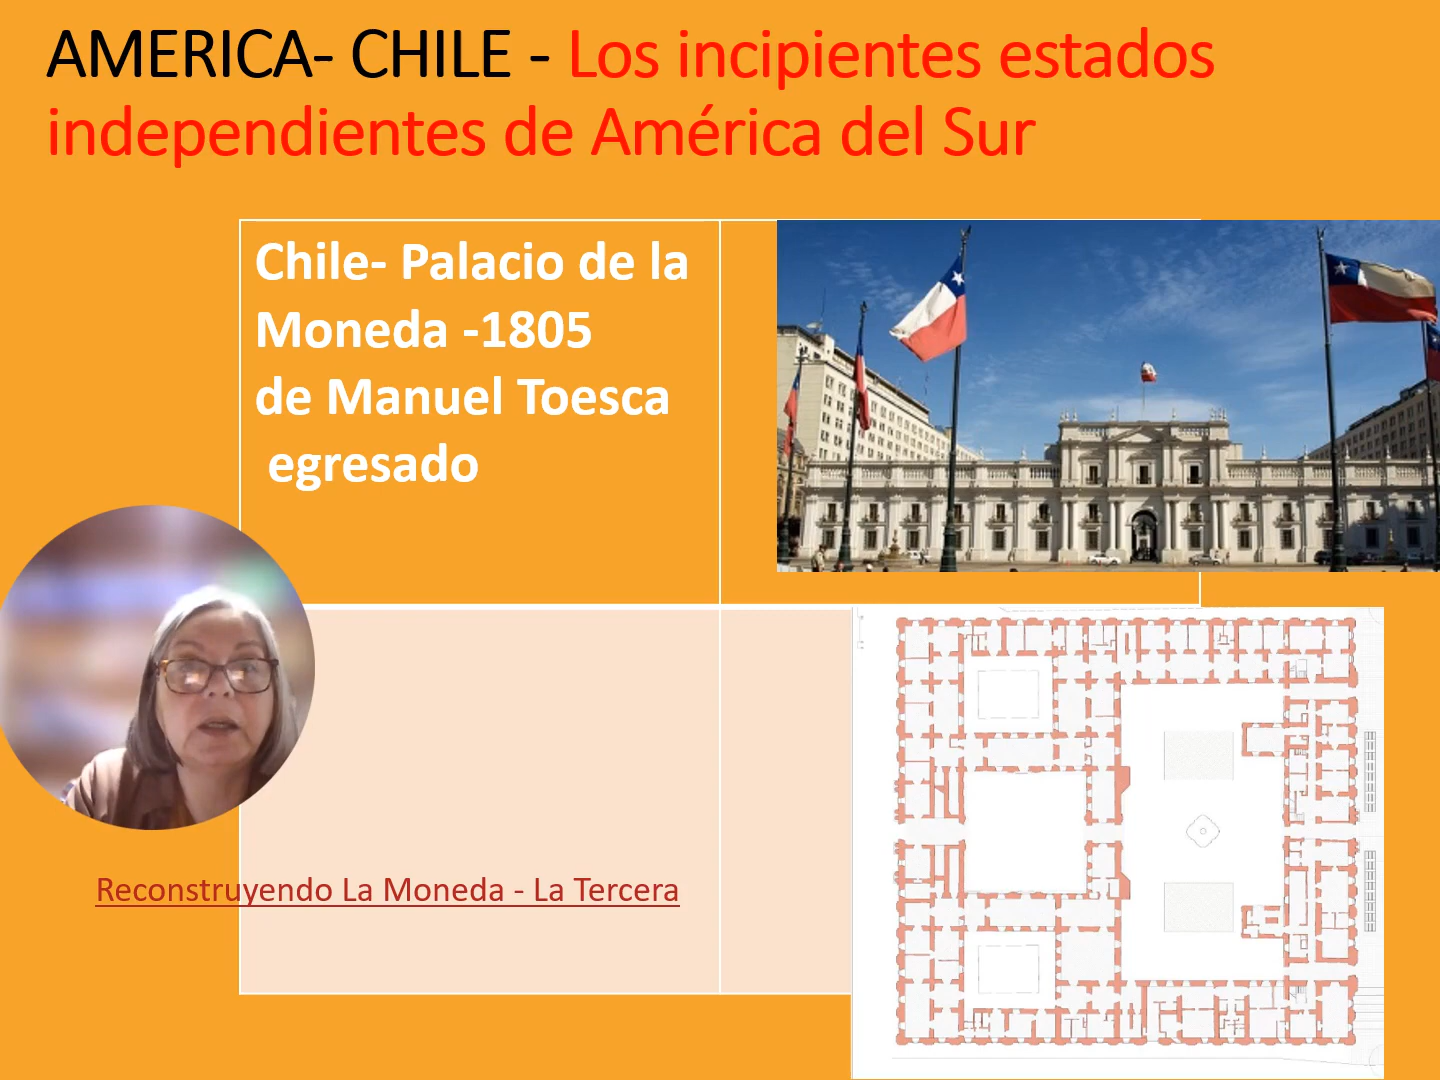 AMERICA- CHILE - Los incipientes estados
independientes de América del Sur
Chile- Palacio de la
Moneda -1805
de Manuel Toesca
egresado
Reconstruyendo La Moneda - La Tercera